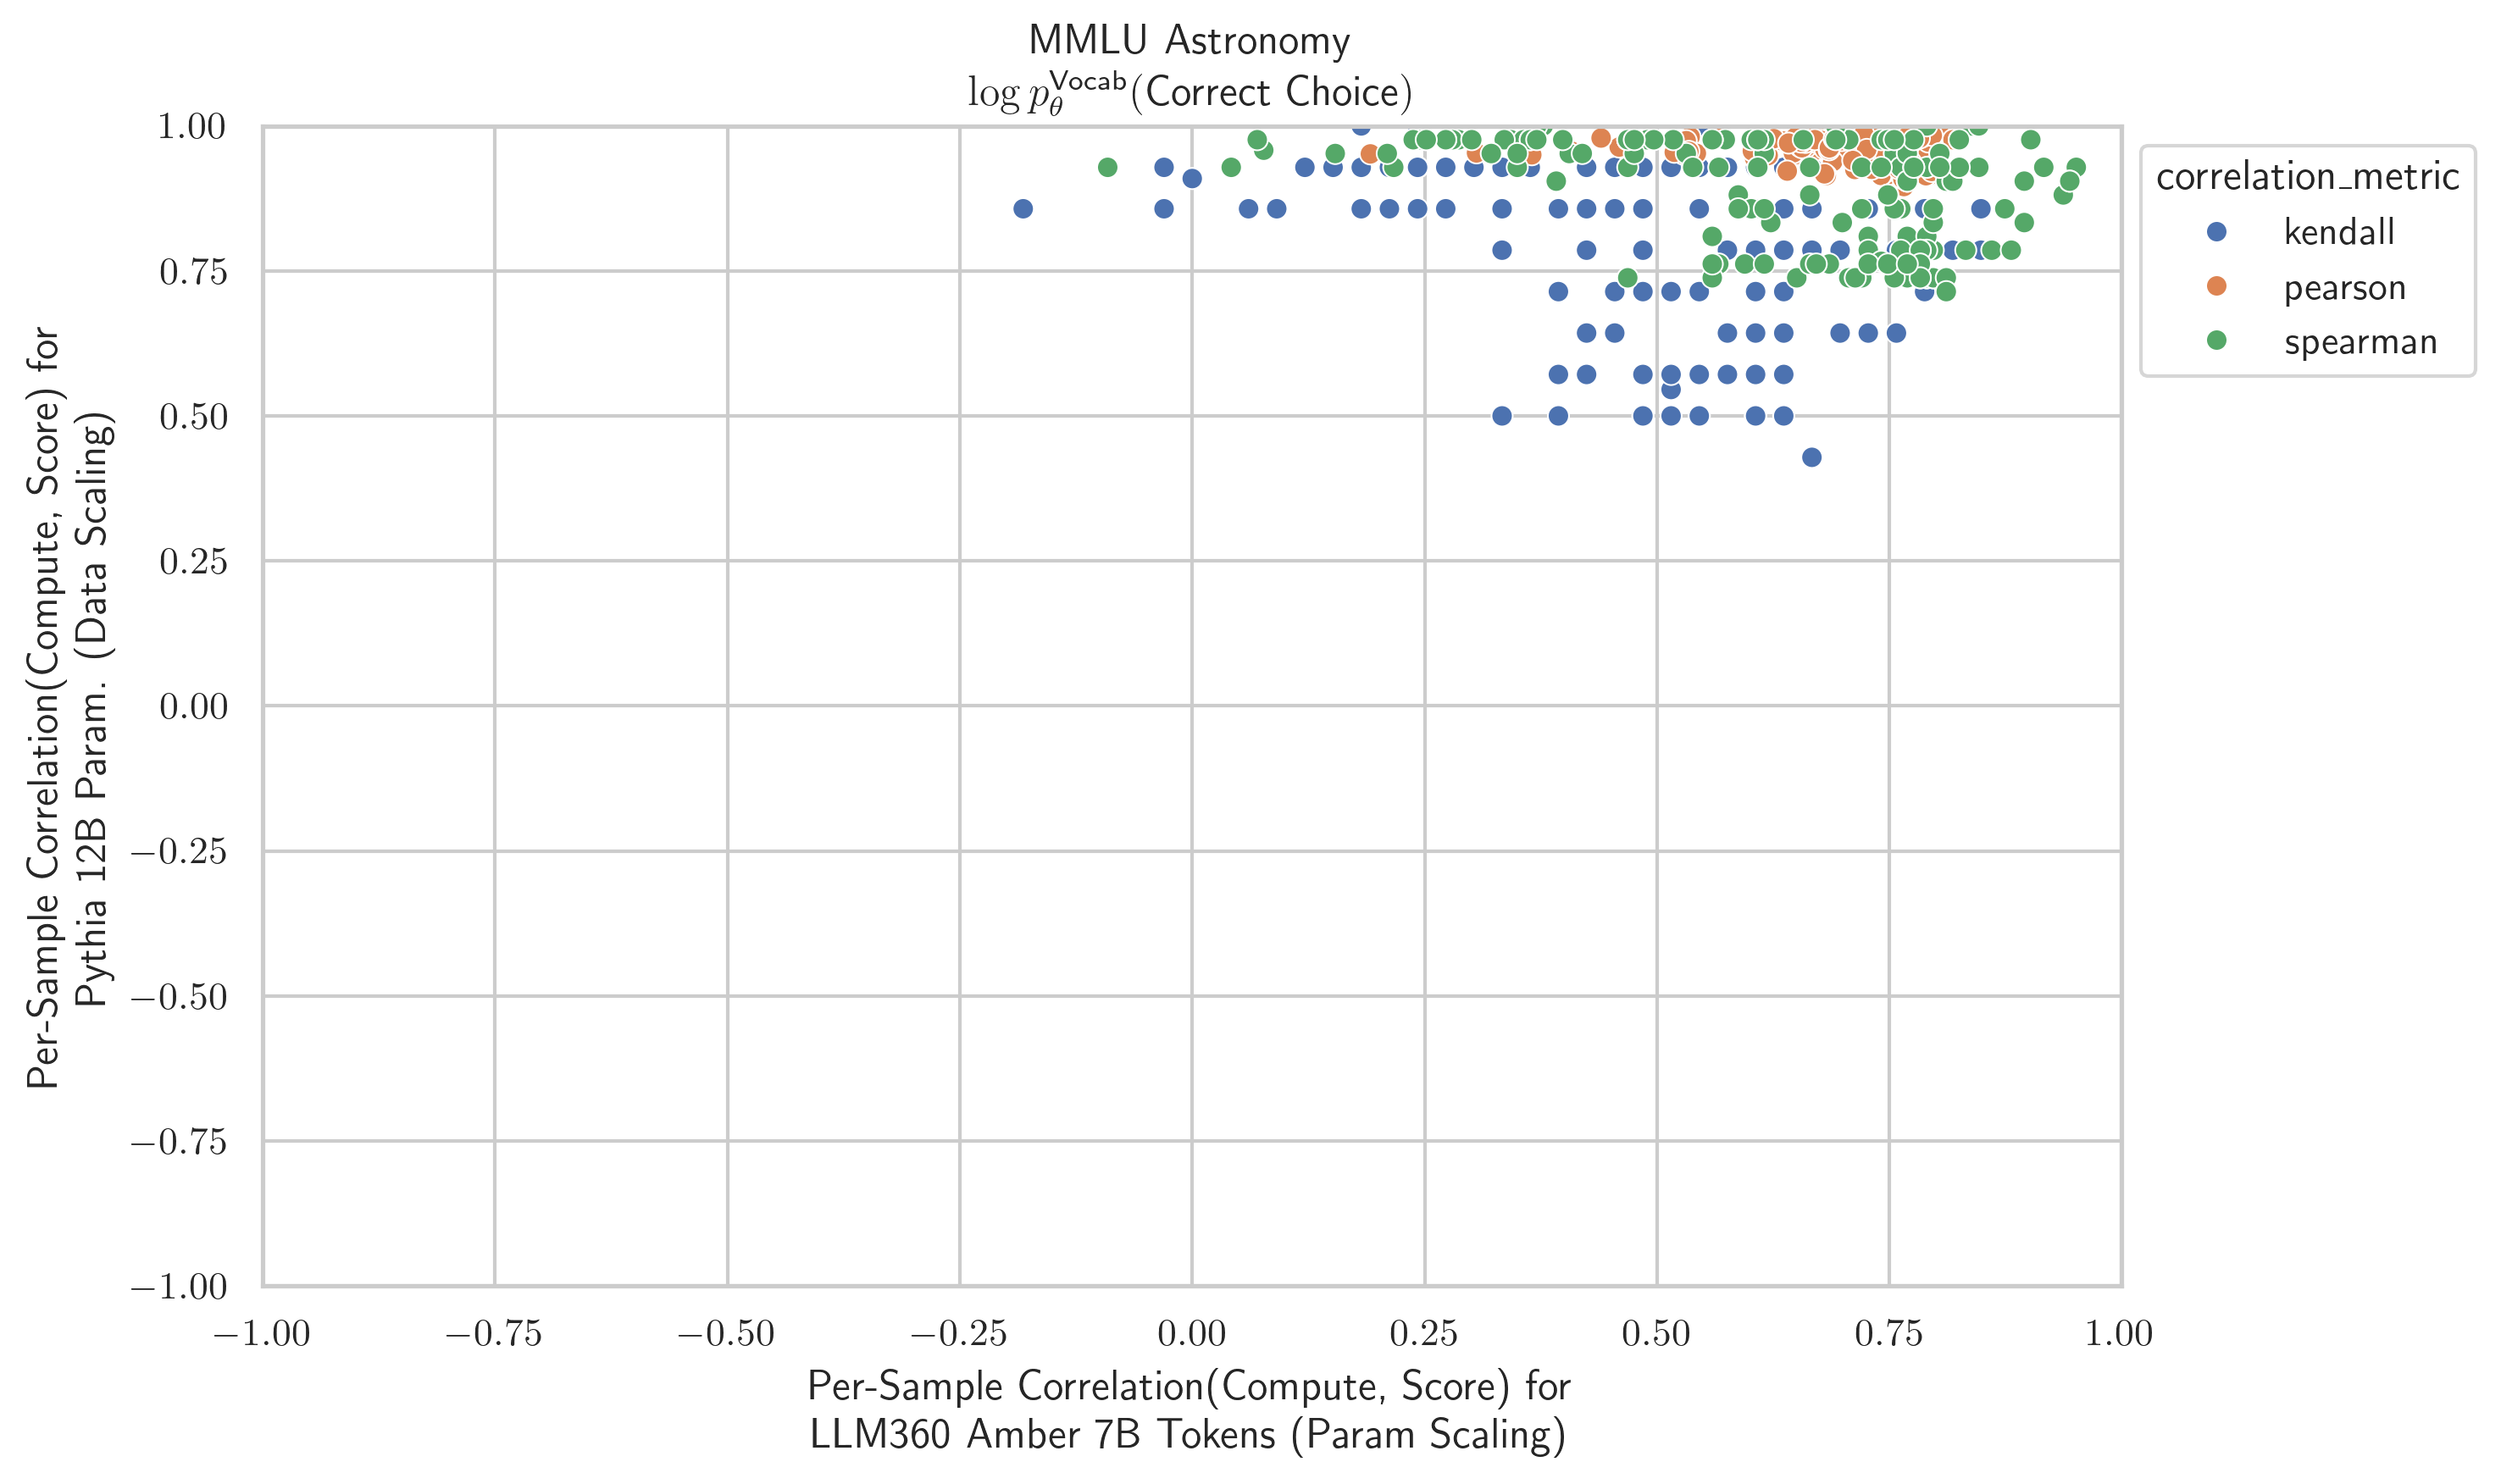 MMLU Astronomy
log p_θ^Vocab(Correct Choice)
Per-Sample Correlation(Compute, Score) for
Pythia 12B Param. (Data Scaling)
1.00
0.75
0.50
0.25
0.00
−0.25
−0.50
−0.75
−1.00
−1.00
−0.75
−0.50
−0.25
0.00
0.25
0.50
0.75
1.00
Per-Sample Correlation(Compute, Score) for
LLM360 Amber 7B Tokens (Param Scaling)
correlation_metric
kendall
pearson
spearman